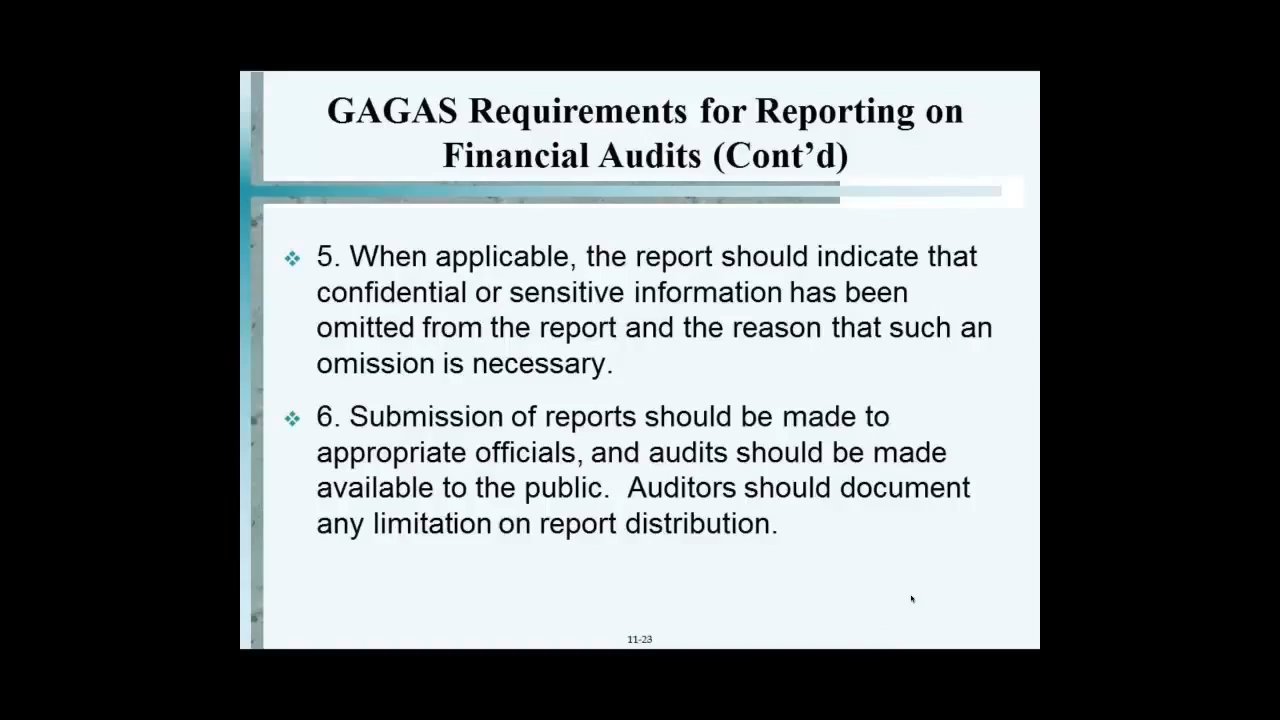 GAGAS Requirements for Reporting on
Financial Audits (Cont’d)
5. When applicable, the report should indicate that
confidential or sensitive information has been
omitted from the report and the reason that such an
omission is necessary.
6. Submission of reports should be made to
appropriate officials, and audits should be made
available to the public.  Auditors should document
any limitation on report distribution.
11-23